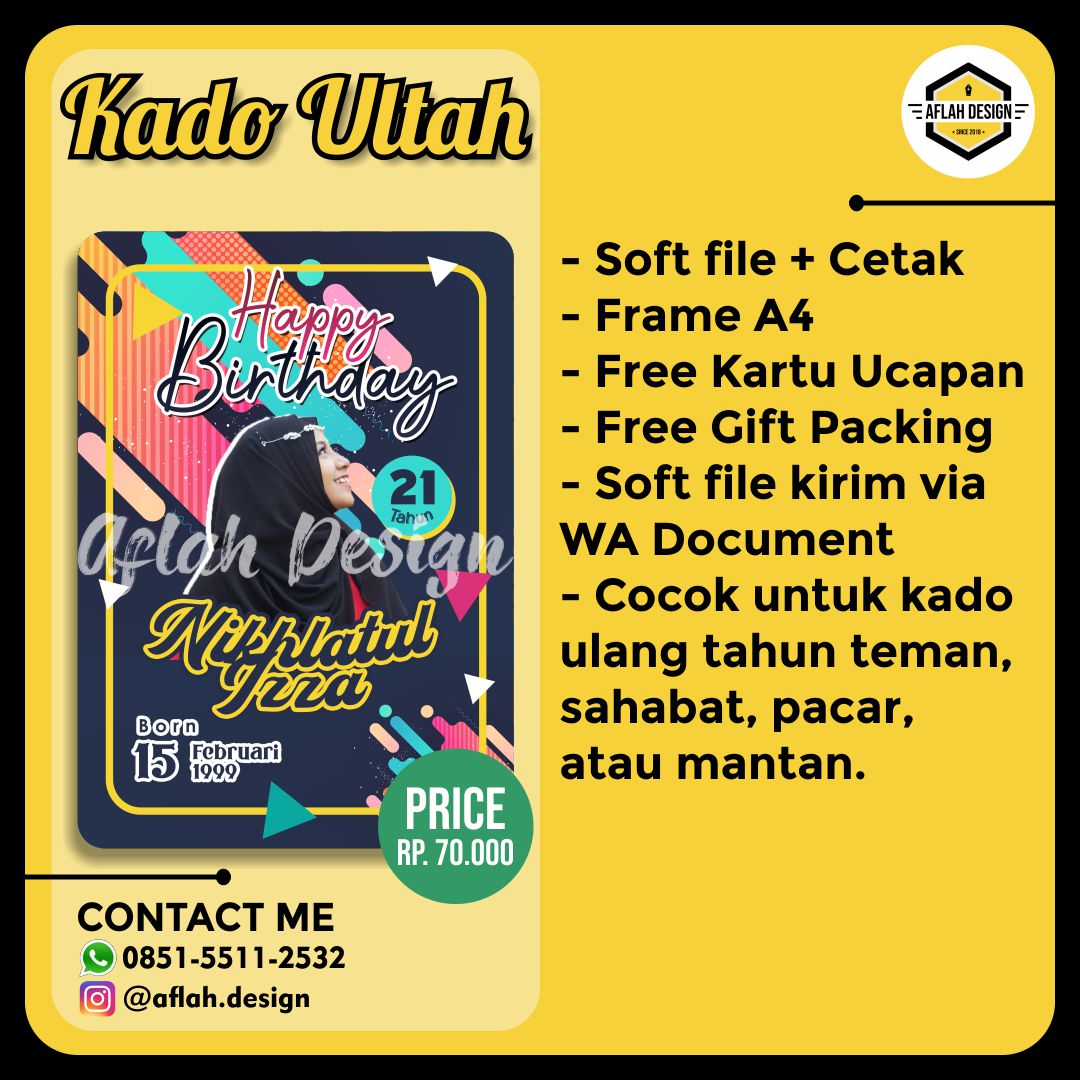 Kado Ultah
AFLAH DESIGN
• SINCE 2018 •
Happy
Birthday
21
Tahun
Aflah Design
Nikhlatul
Izza
Born
15 Februari
1999
PRICE
RP. 70.000
- Soft file + Cetak
- Frame A4
- Free Kartu Ucapan
- Free Gift Packing
- Soft file kirim via
WA Document
- Cocok untuk kado
ulang tahun teman,
sahabat, pacar,
atau mantan.
CONTACT ME
0851-5511-2532
@aflah.design